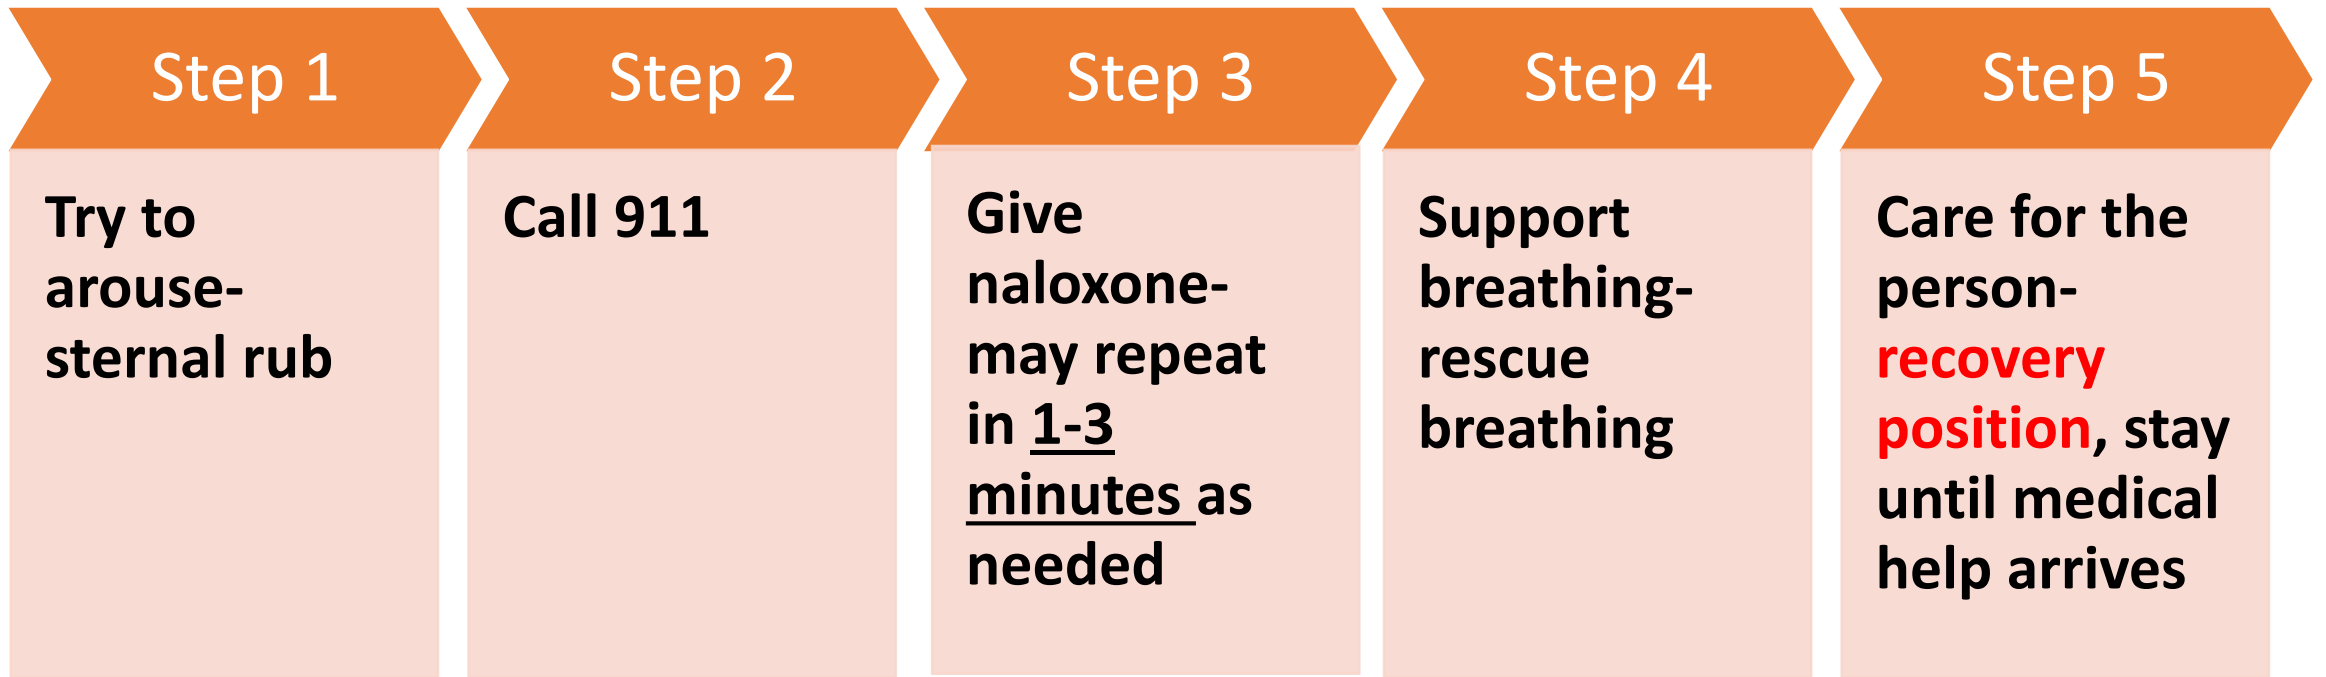 Step 1
Try to
arouse-
sternal rub
Step 2
Call 911
Step 3
Give
naloxone-
may repeat
in 1-3
minutes as
needed
Step 4
Support
breathing-
rescue
breathing
Step 5
Care for the
person-
recovery
position, stay
until medical
help arrives